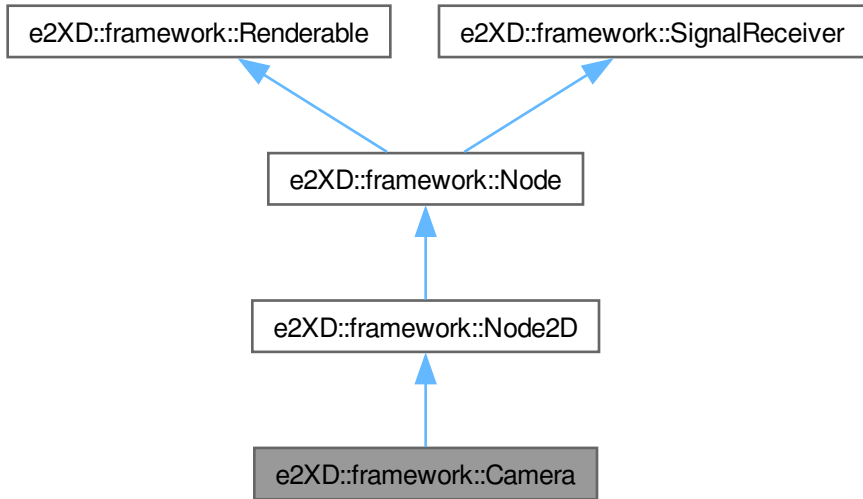 e2XD::framework::Renderable
e2XD::framework::SignalReceiver
e2XD::framework::Node
e2XD::framework::Node2D
e2XD::framework::Camera